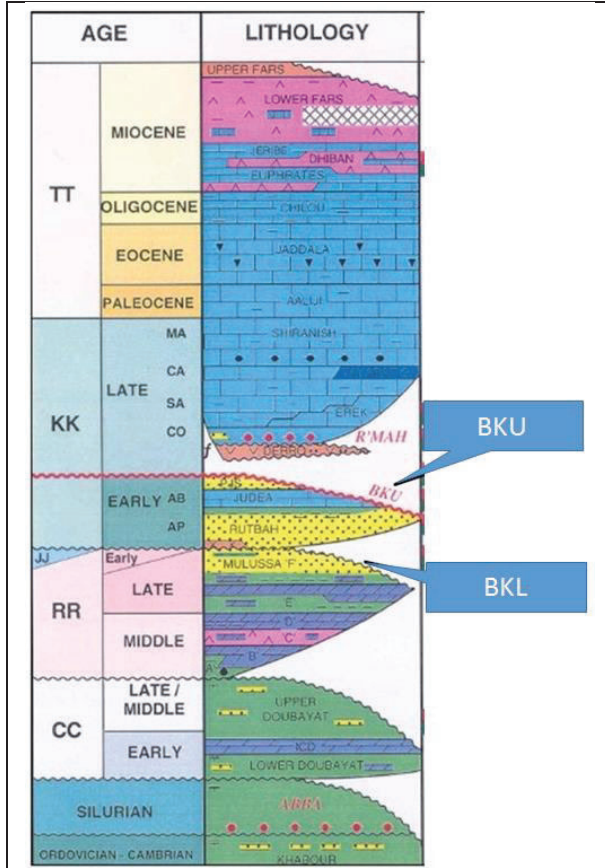 AGE LITHOLOGY
UPPER FARS
LOWER FARS
MIOCENE
JERIBE
DHIBAN
EUPHRATES
TT
OLIGOCENE CHILOU
EOCENE JADDALA
PALEOCENE AALIJI
MA SHIRANISH
CA
LATE
SA EREK
KK CO R'MAH
DERRO
BKU
PJS
BKU
EARLY AB JUDEA
AP RUTBAH
JJ Early MULUSSA 'F'
BKL
LATE
E
RR
D
MIDDLE C
B
A
LATE /
MIDDLE
UPPER
DOUBAYAT
CC
EARLY
LOWER DOUBAYAT
SILURIAN ABBA
ORDOVICIAN - CAMBRIAN KHABOUR